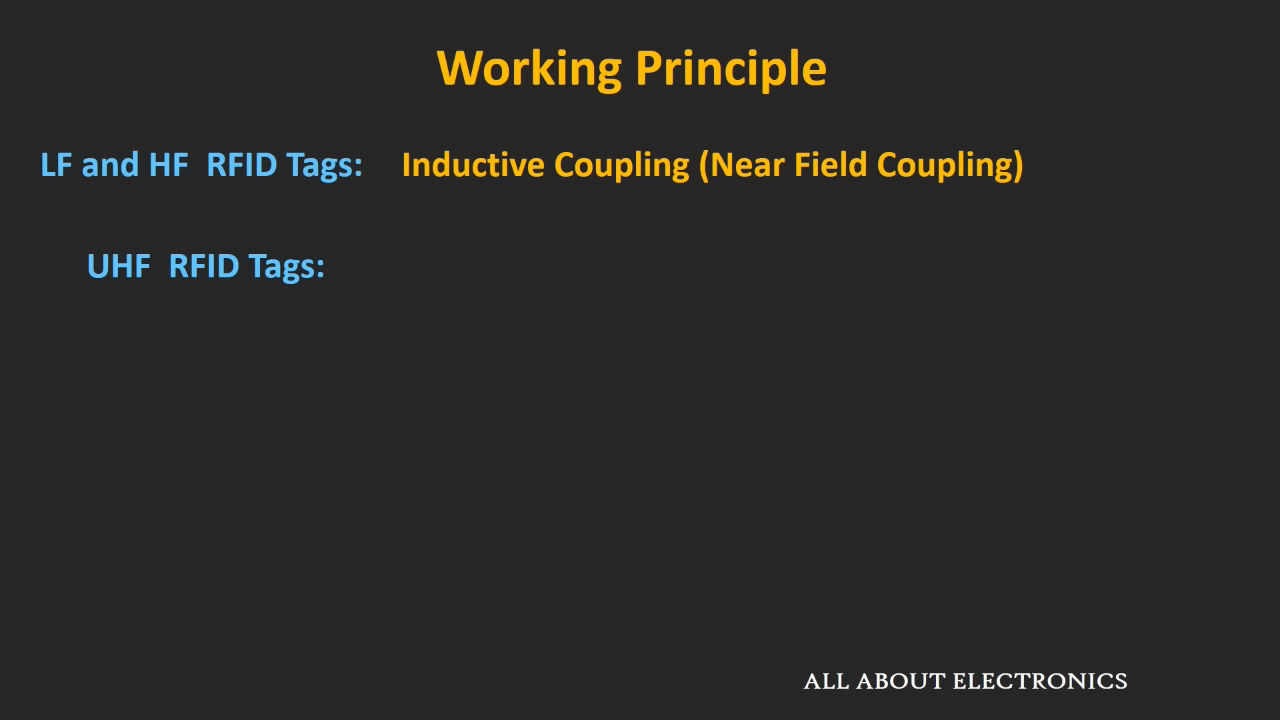 Working Principle
LF and HF  RFID Tags:    Inductive Coupling (Near Field Coupling)
UHF  RFID Tags:
ALL ABOUT ELECTRONICS